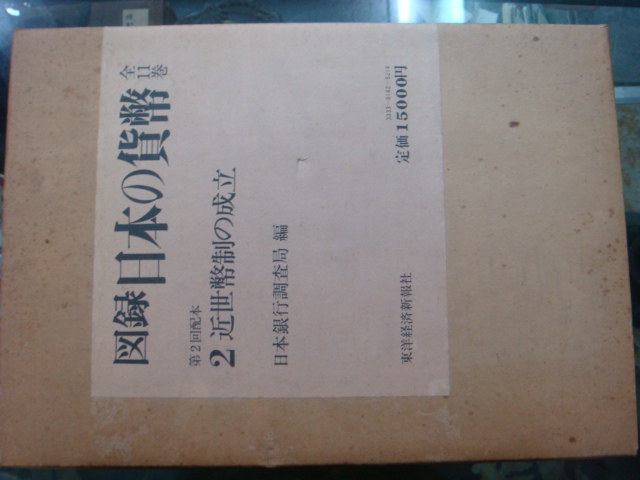 図録日本の貨幣 全11巻
第2回配本
2 近世幣制の成立
日本銀行調査局 編
東洋経済新報社
定価15000円